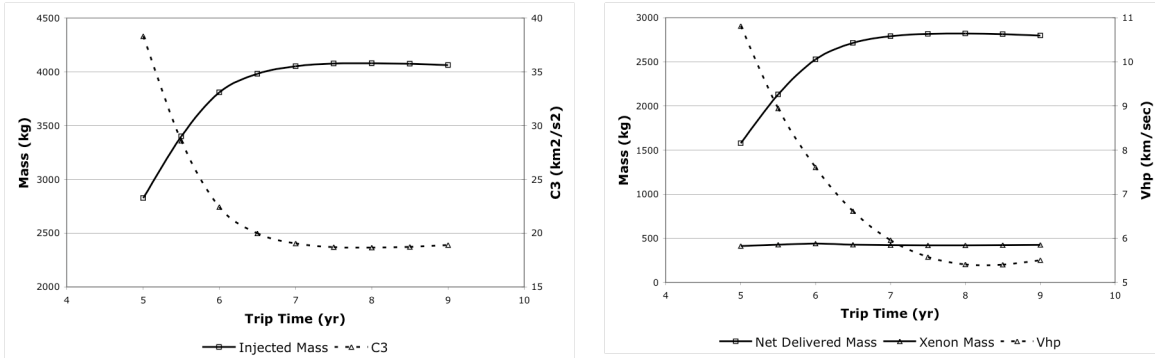 4500
4000
3500
3000
2500
2000
Mass (kg)
40
35
30
25
20
15
C3 (km2/s2)
4 5 6 7 8 9 10
Trip Time (yr)
Injected Mass C3
3000
2500
2000
1500
1000
500
0
Mass (kg)
11
10
9
8
7
6
5
Vhp (km/sec)
4 5 6 7 8 9 10
Trip Time (yr)
Net Delivered Mass Xenon Mass Vhp